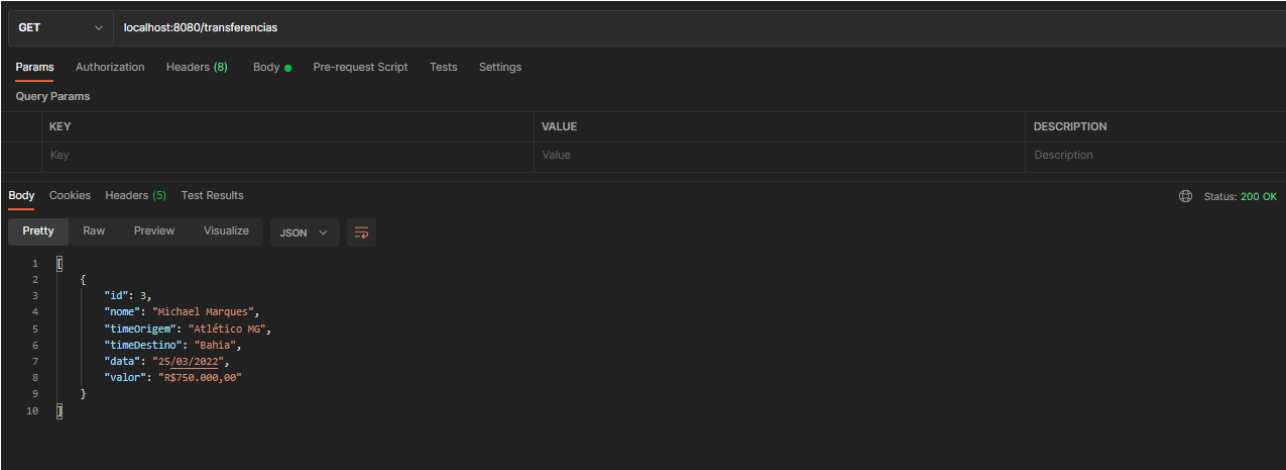 GET localhost:8080/transferencias
Params Authorization Headers (8) Body Pre-request Script Tests Settings
Query Params
KEY VALUE DESCRIPTION
Key Value Description
Body Cookies Headers (5) Test Results Status: 200 OK
Pretty Raw Preview Visualize JSON
1 [
2 {
3 "id": 3,
4 "nome": "Michael Marques",
5 "timeOrigem": "Atlético MG",
6 "timeDestino": "Bahia",
7 "data": "25/03/2022",
8 "valor": "R$750.000,00"
9 }
10 ]